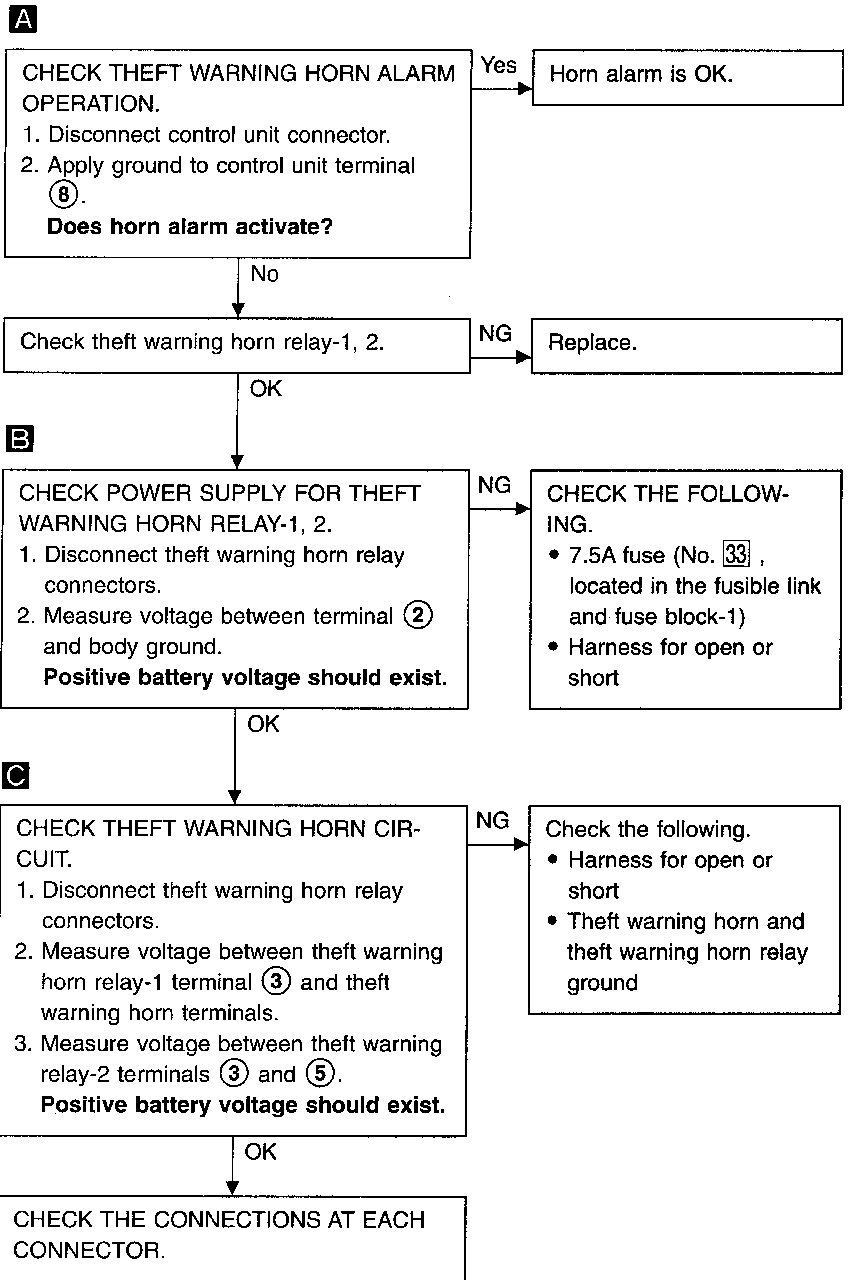 A
CHECK THEFT WARNING HORN ALARM
OPERATION.
1. Disconnect control unit connector.
2. Apply ground to control unit terminal
⑧.
Does horn alarm activate?
Yes
Horn alarm is OK.
No
Check theft warning horn relay-1, 2.
NG
Replace.
OK
B
CHECK POWER SUPPLY FOR THEFT
WARNING HORN RELAY-1, 2.
1. Disconnect theft warning horn relay
connectors.
2. Measure voltage between terminal ②
and body ground.
Positive battery voltage should exist.
NG
CHECK THE FOLLOW-
ING.
• 7.5A fuse (No. 33 ,
located in the fusible link
and fuse block-1)
• Harness for open or
short
OK
C
CHECK THEFT WARNING HORN CIR-
CUIT.
1. Disconnect theft warning horn relay
connectors.
2. Measure voltage between theft warning
horn relay-1 terminal ③ and theft
warning horn terminals.
3. Measure voltage between theft warning
relay-2 terminals ③ and ⑤.
Positive battery voltage should exist.
NG
Check the following.
• Harness for open or
short
• Theft warning horn and
theft warning horn relay
ground
OK
CHECK THE CONNECTIONS AT EACH
CONNECTOR.